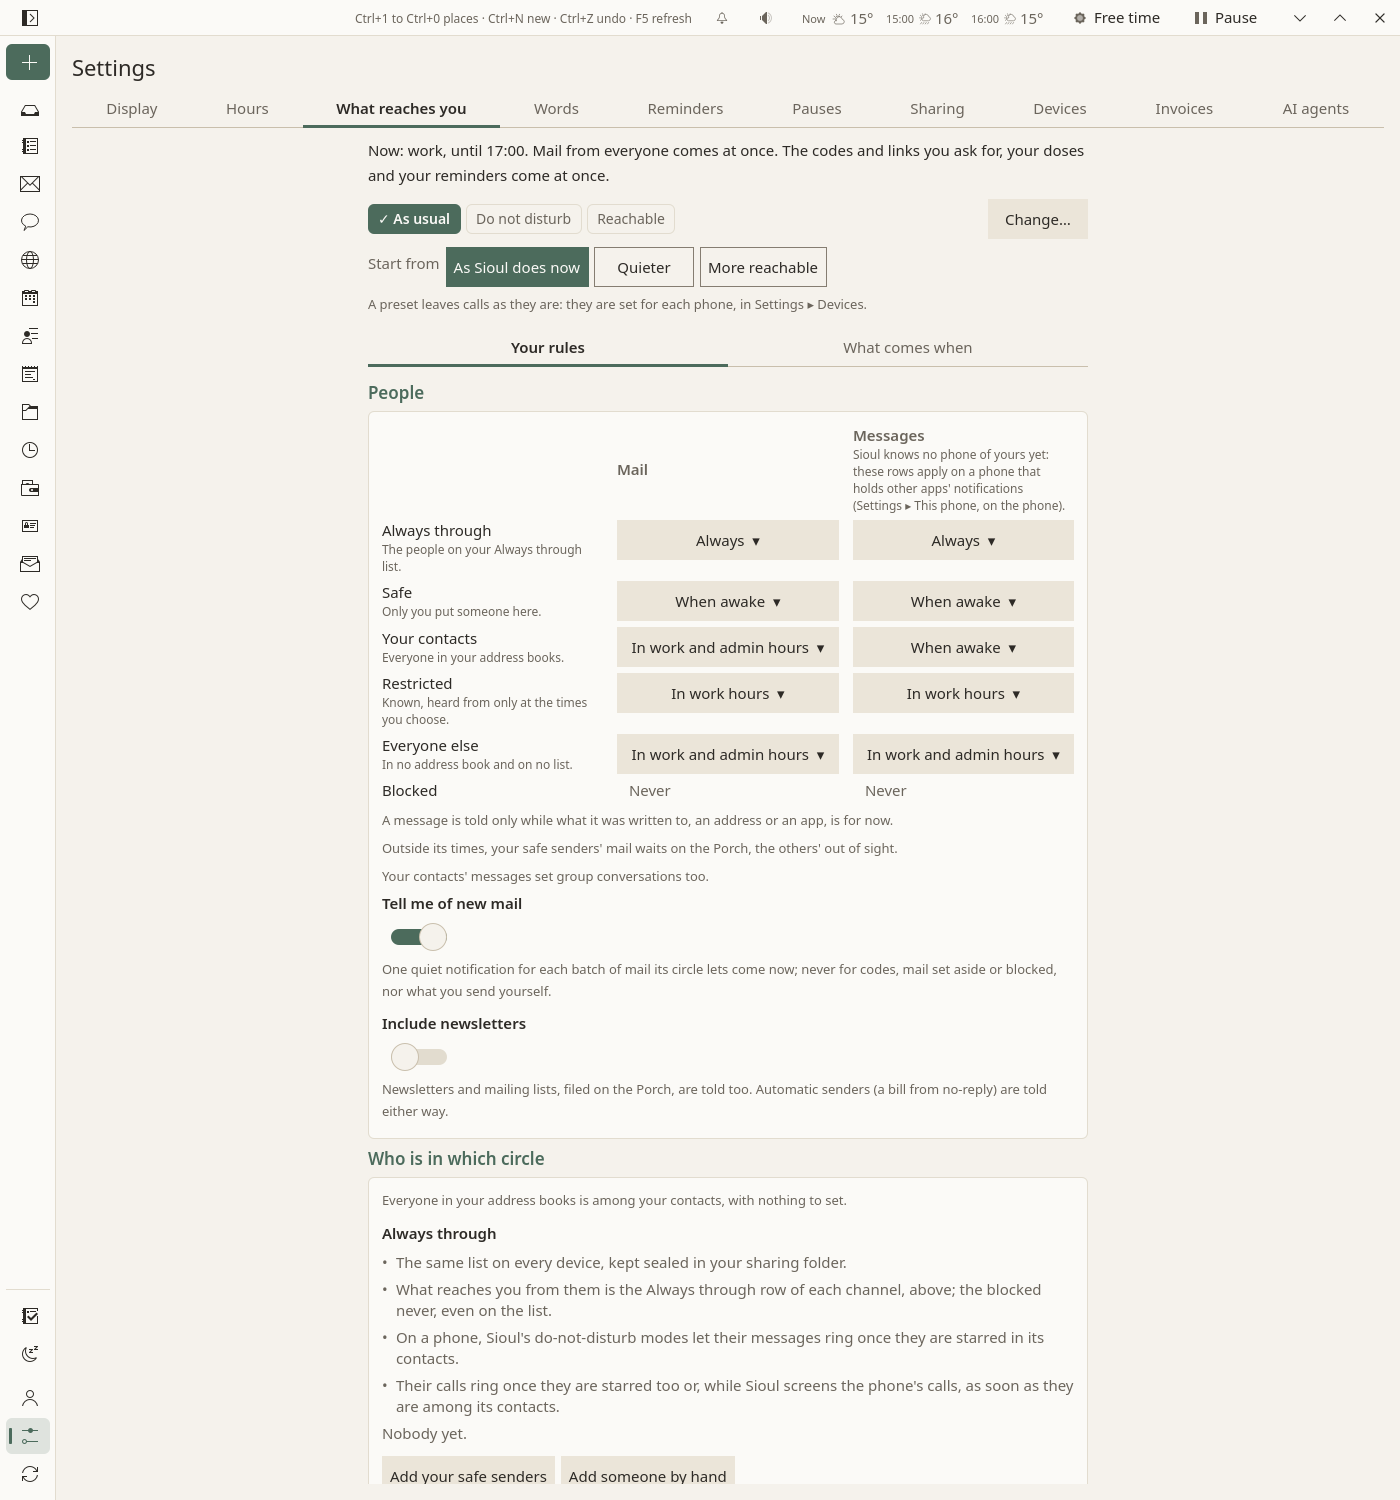 Ctrl+1 to Ctrl+0 places · Ctrl+N new · Ctrl+Z undo · F5 refresh
Now 15° 15:00 16° 16:00 15°
Free time
Pause
Settings
Display Hours What reaches you Words Reminders Pauses Sharing Devices Invoices AI agents
Now: work, until 17:00. Mail from everyone comes at once. The codes and links you ask for, your doses
and your reminders come at once.
✓ As usual Do not disturb Reachable Change...
Start from As Sioul does now Quieter More reachable
A preset leaves calls as they are: they are set for each phone, in Settings ▸ Devices.
Your rules What comes when
People
Mail
Messages
Sioul knows no phone of yours yet:
these rows apply on a phone that
holds other apps' notifications
(Settings ▸ This phone, on the phone).
Always through
The people on your Always through
list.
Always ▾ Always ▾
Safe
Only you put someone here.
When awake ▾ When awake ▾
Your contacts
Everyone in your address books.
In work and admin hours ▾ When awake ▾
Restricted
Known, heard from only at the times
you choose.
In work hours ▾ In work hours ▾
Everyone else
In no address book and on no list.
In work and admin hours ▾ In work and admin hours ▾
Blocked Never Never
A message is told only while what it was written to, an address or an app, is for now.
Outside its times, your safe senders' mail waits on the Porch, the others' out of sight.
Your contacts' messages set group conversations too.
Tell me of new mail
One quiet notification for each batch of mail its circle lets come now; never for codes, mail set aside or blocked,
nor what you send yourself.
Include newsletters
Newsletters and mailing lists, filed on the Porch, are told too. Automatic senders (a bill from no-reply) are told
either way.
Who is in which circle
Everyone in your address books is among your contacts, with nothing to set.
Always through
• The same list on every device, kept sealed in your sharing folder.
• What reaches you from them is the Always through row of each channel, above; the blocked
never, even on the list.
• On a phone, Sioul's do-not-disturb modes let their messages ring once they are starred in its
contacts.
• Their calls ring once they are starred too or, while Sioul screens the phone's calls, as soon as they
are among its contacts.
Nobody yet.
Add your safe senders Add someone by hand